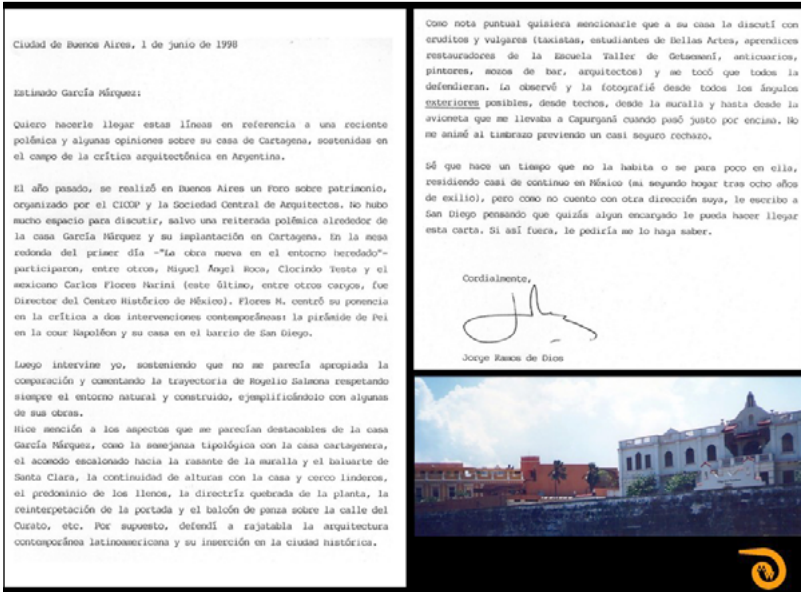 Ciudad de Buenos Aires, 1 de junio de 1998
Estimado García Márquez:
Quiero hacerle llegar estas líneas en referencia a una reciente
polémica y algunas opiniones sobre su casa de Cartagena, sostenidas en
el campo de la crítica arquitectónica en Argentina.
El año pasado, se realizó en Buenos Aires un Foro sobre patrimonio,
organizado por el CICOP y la Sociedad Central de Arquitectos. No hubo
mucho espacio para discutir, salvo una reiterada polémica alrededor de
la casa García Márquez y su implantación en Cartagena. En la mesa
redonda del primer día -"La obra nueva en el entorno heredado"-
participaron, entre otros, Miguel Ángel Roca, Clorindo Testa y el
mexicano Carlos Flores Marini (este último, entre otros cargos, fue
Director del Centro Histórico de México). Flores M. centró su ponencia
en la crítica a dos intervenciones contemporáneas: la pirámide de Pei
en la cour Napoléon y su casa en el barrio de San Diego.
Luego intervine yo, sosteniendo que no me parecía apropiada la
comparación y comentando la trayectoria de Rogelio Salmona respetando
siempre el entorno natural y construido, ejemplificándolo con algunas
de sus obras.
Hice mención a los aspectos que me parecían destacables de la casa
García Márquez, como la semejanza tipológica con la casa cartagenera,
el acomodo escalonado hacia la rasante de la muralla y el baluarte de
Santa Clara, la continuidad de alturas con la casa y cerco linderos,
el predominio de los llenos, la directríz quebrada de la planta, la
reinterpretación de la portada y el balcón de panza sobre la calle del
Curato, etc. Por supuesto, defendí a rajatabla la arquitectura
contemporánea latinoamericana y su inserción en la ciudad histórica.
Como nota puntual quisiera mencionarle que a su casa la discutí con
eruditos y vulgares (taxistas, estudiantes de Bellas Artes, aprendices
restauradores de la Escuela Taller de Getsemaní, anticuarios,
pintores, mozos de bar, arquitectos) y me tocó que todos la
defendieran. La observé y la fotografié desde todos los ángulos
exteriores posibles, desde techos, desde la muralla y hasta desde la
avioneta que me llevaba a Capurganá cuando pasó justo por encima. No
me animé al timbrazo previendo un casi seguro rechazo.
Sé que hace un tiempo que no la habita o se para poco en ella,
residiendo casi de continuo en México (mi segundo hogar tras ocho años
de exilio), pero como no cuento con otra dirección suya, le escribo a
San Diego pensando que quizás algun encargado le pueda hacer llegar
esta carta. Si así fuera, le pediría me lo haga saber.
Cordialmente,
Jorge Ramos de Dios